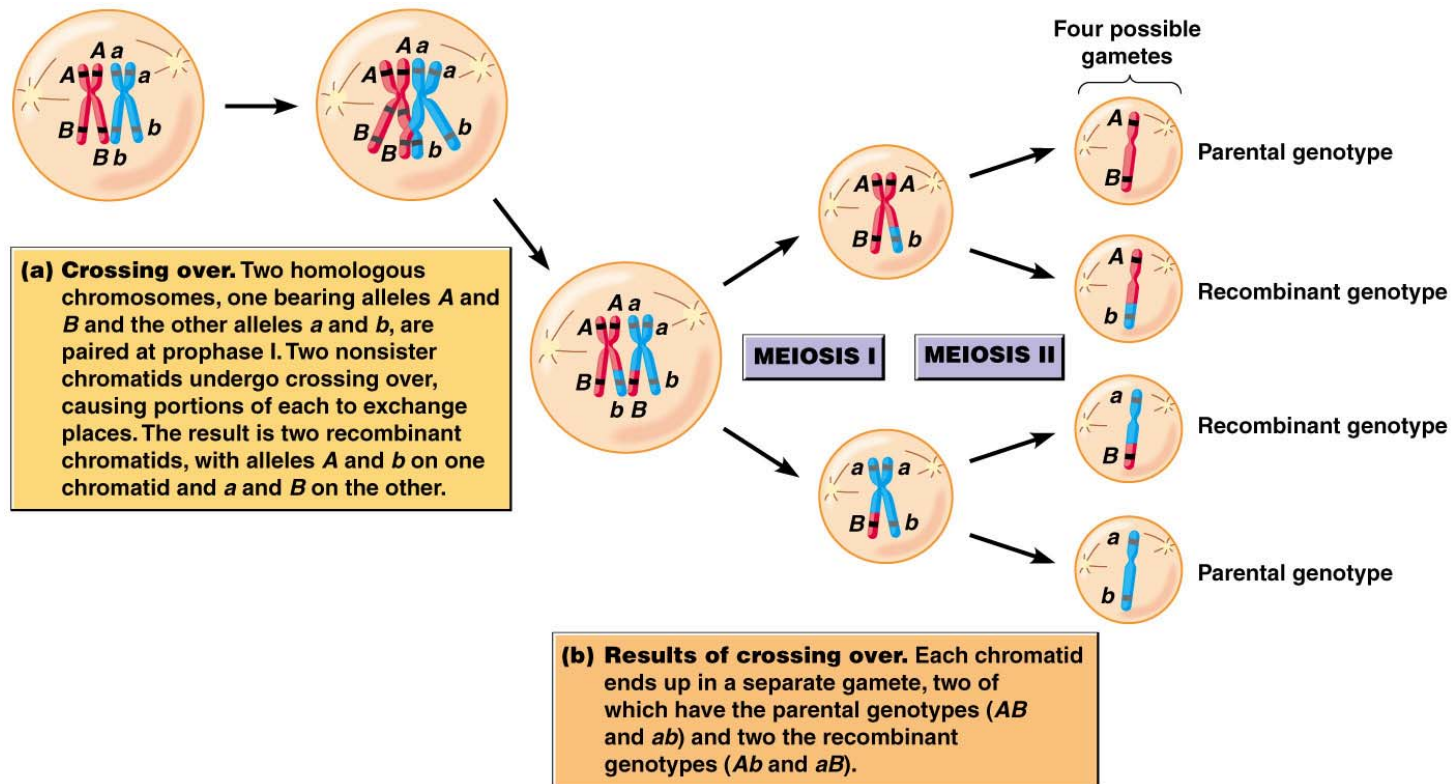 Four possible
gametes
A a
A a
B b
B b
A a
A a
B b
B b
A A
B b
A
B
Parental genotype
(a) Crossing over. Two homologous
chromosomes, one bearing alleles A and
B and the other alleles a and b, are
paired at prophase I. Two nonsister
chromatids undergo crossing over,
causing portions of each to exchange
places. The result is two recombinant
chromatids, with alleles A and b on one
chromatid and a and B on the other.
A a
A a
B b
b B
MEIOSIS I
MEIOSIS II
A
b
Recombinant genotype
a a
B b
a
B
Recombinant genotype
a
b
Parental genotype
(b) Results of crossing over. Each chromatid
ends up in a separate gamete, two of
which have the parental genotypes (AB
and ab) and two the recombinant
genotypes (Ab and aB).